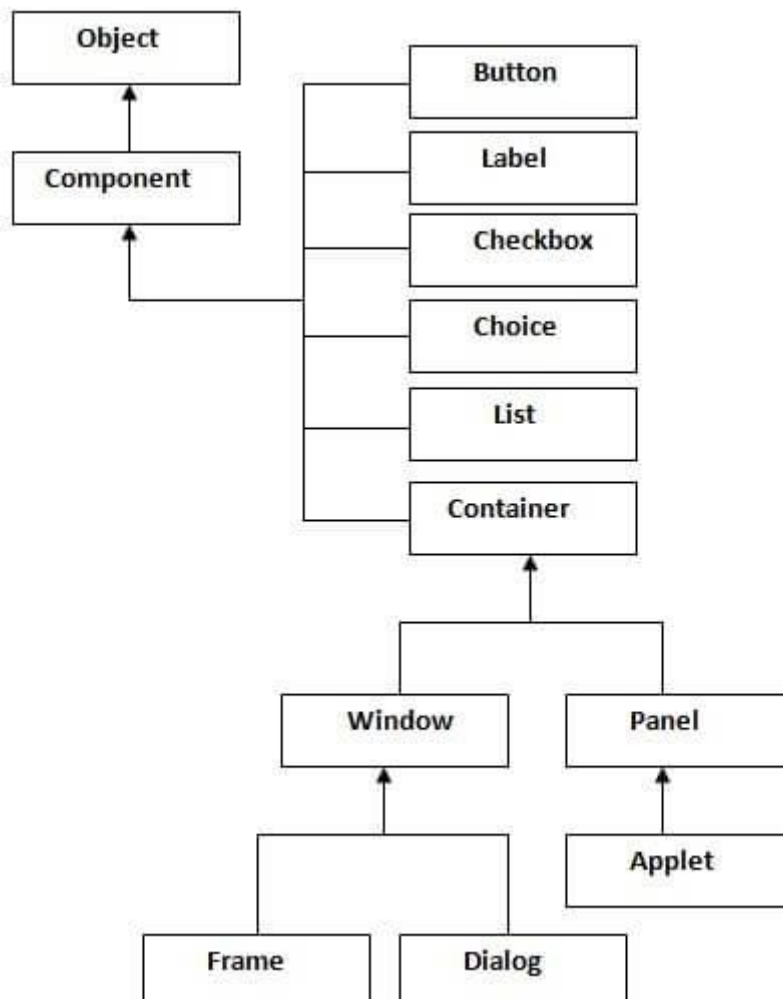 Object
Component
Button
Label
Checkbox
Choice
List
Container
Window
Panel
Applet
Frame
Dialog